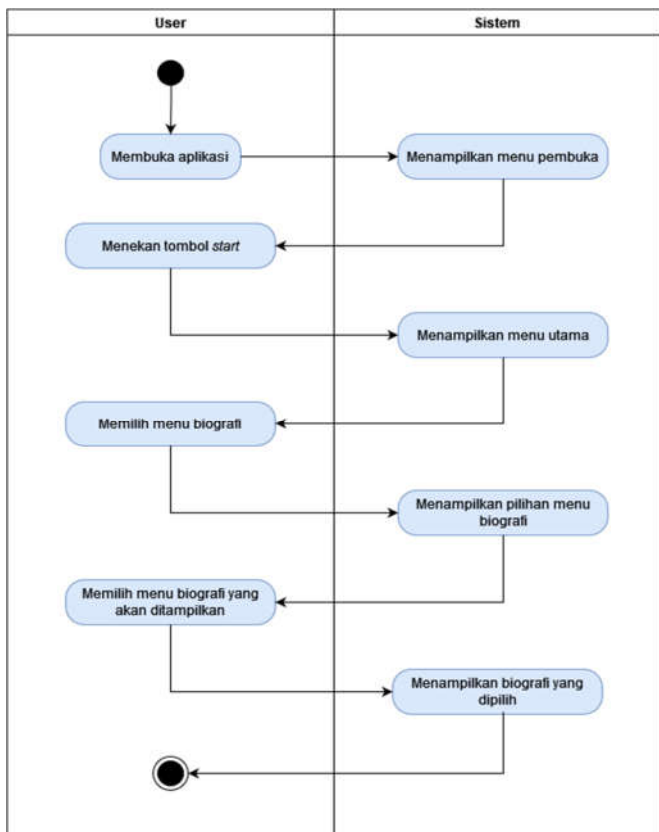 User
Sistem
Membuka aplikasi
Menampilkan menu pembuka
Menekan tombol start
Menampilkan menu utama
Memilih menu biografi
Menampilkan pilihan menu
biografi
Memilih menu biografi yang
akan ditampilkan
Menampilkan biografi yang
dipilih